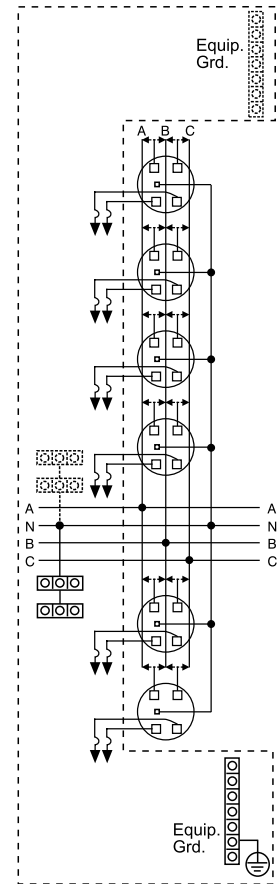 Equip.
Grd.
A B C
A A
N N
B B
C C
Equip.
Grd.